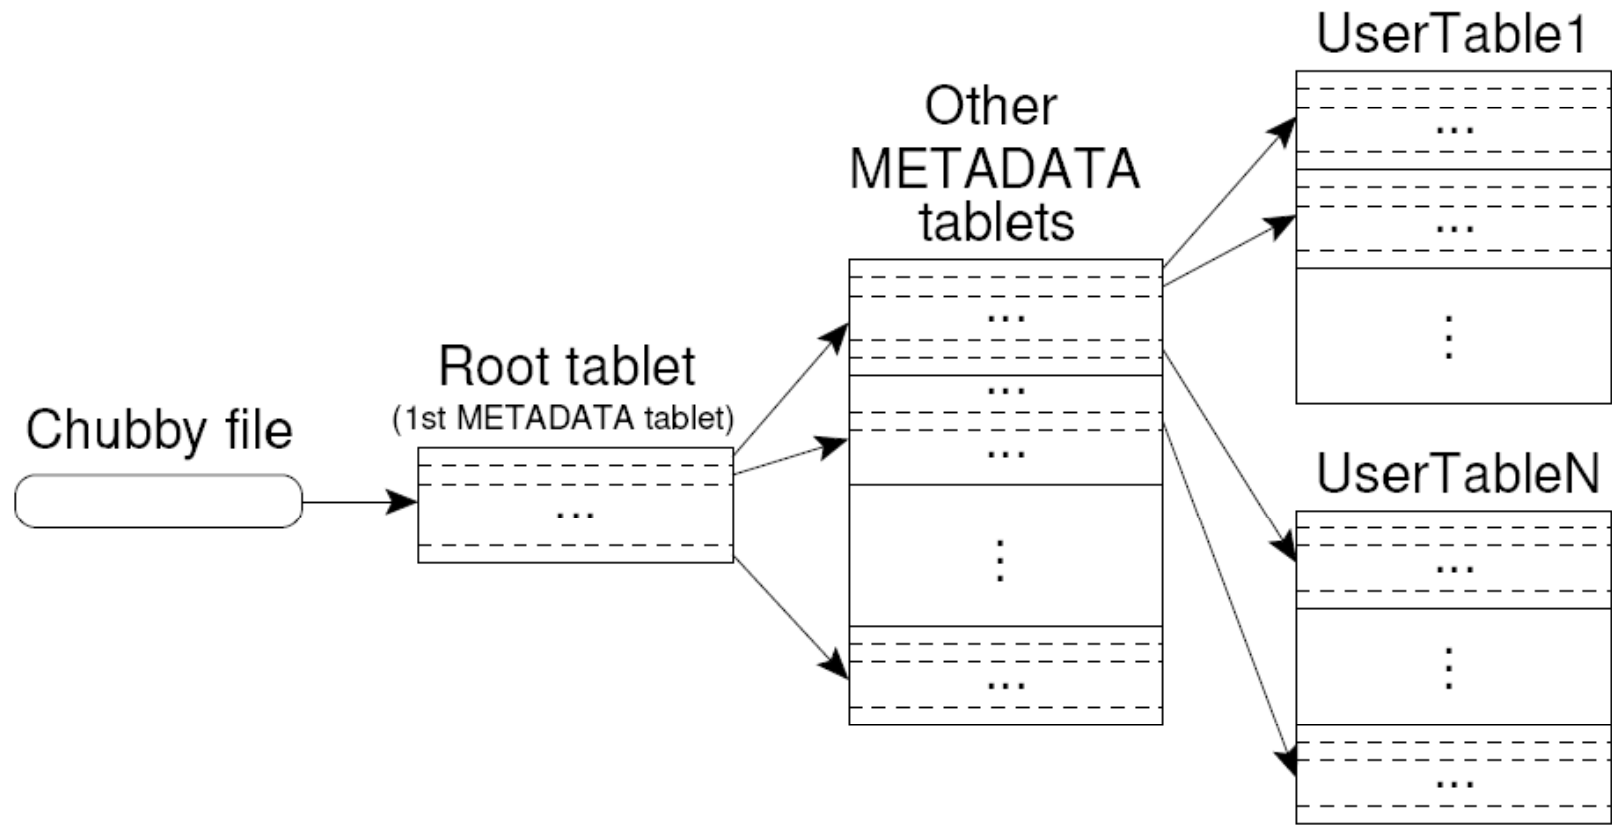 Chubby file
Root tablet
(1st METADATA tablet)
...
Other
METADATA
tablets
...
...
...
⋮
...
UserTable1
...
...
⋮
UserTableN
...
⋮
...